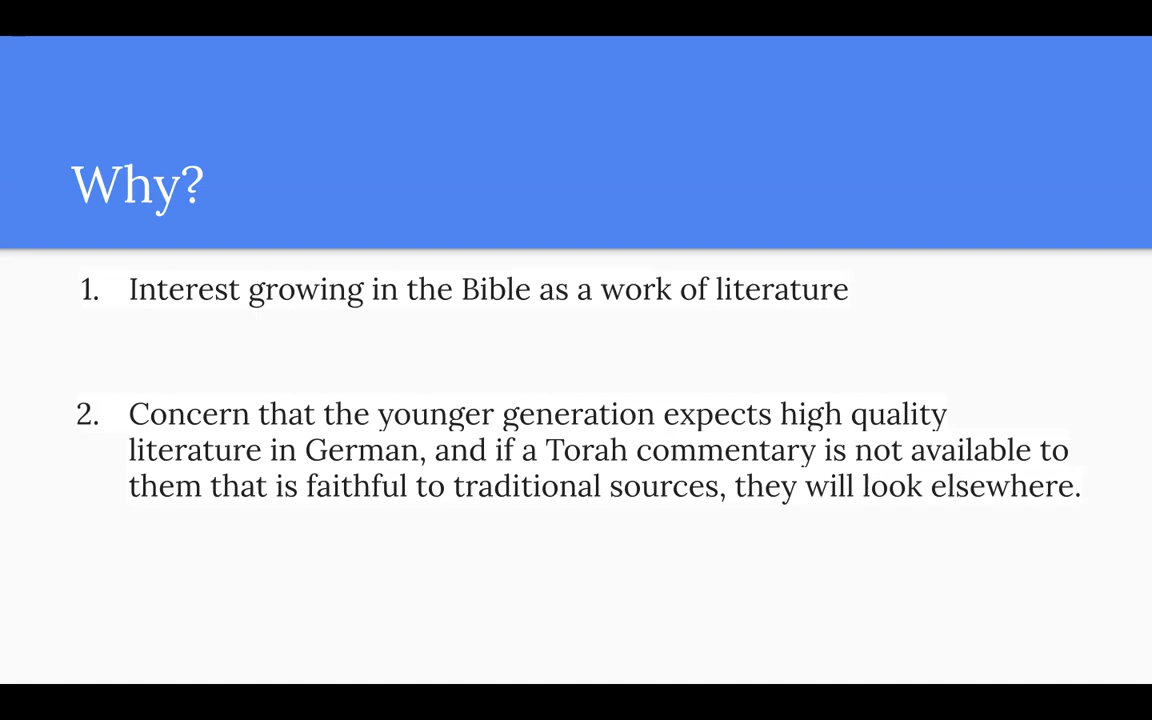 Why?
1. Interest growing in the Bible as a work of literature
2. Concern that the younger generation expects high quality
literature in German, and if a Torah commentary is not available to
them that is faithful to traditional sources, they will look elsewhere.